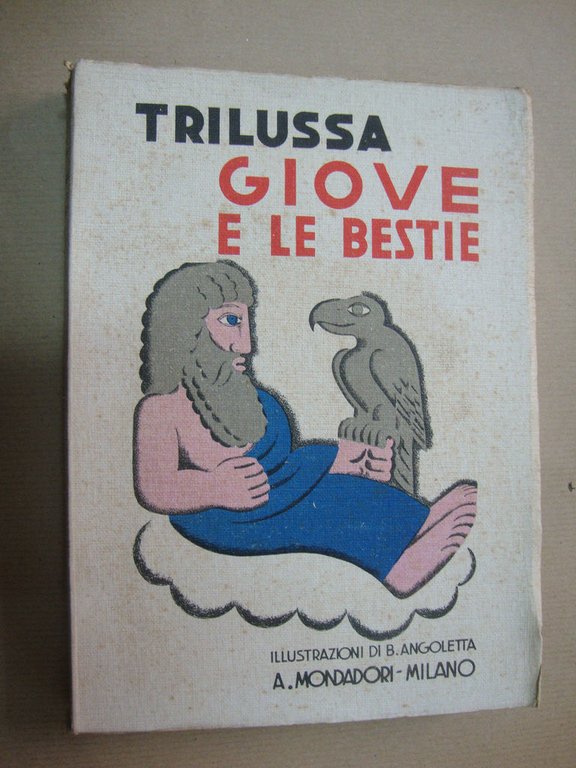 TRILUSSA
GIOVE
E LE BESTIE
ILLUSTRAZIONI DI B. ANGOLETTA
A. MONDADORI - MILANO